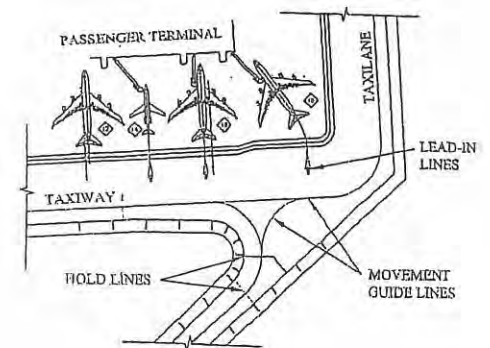 PASSENGER TERMINAL
TAXILANE
LEAD-IN
LINES
TAXIWAY
HOLD LINES
MOVEMENT
GUIDE LINES